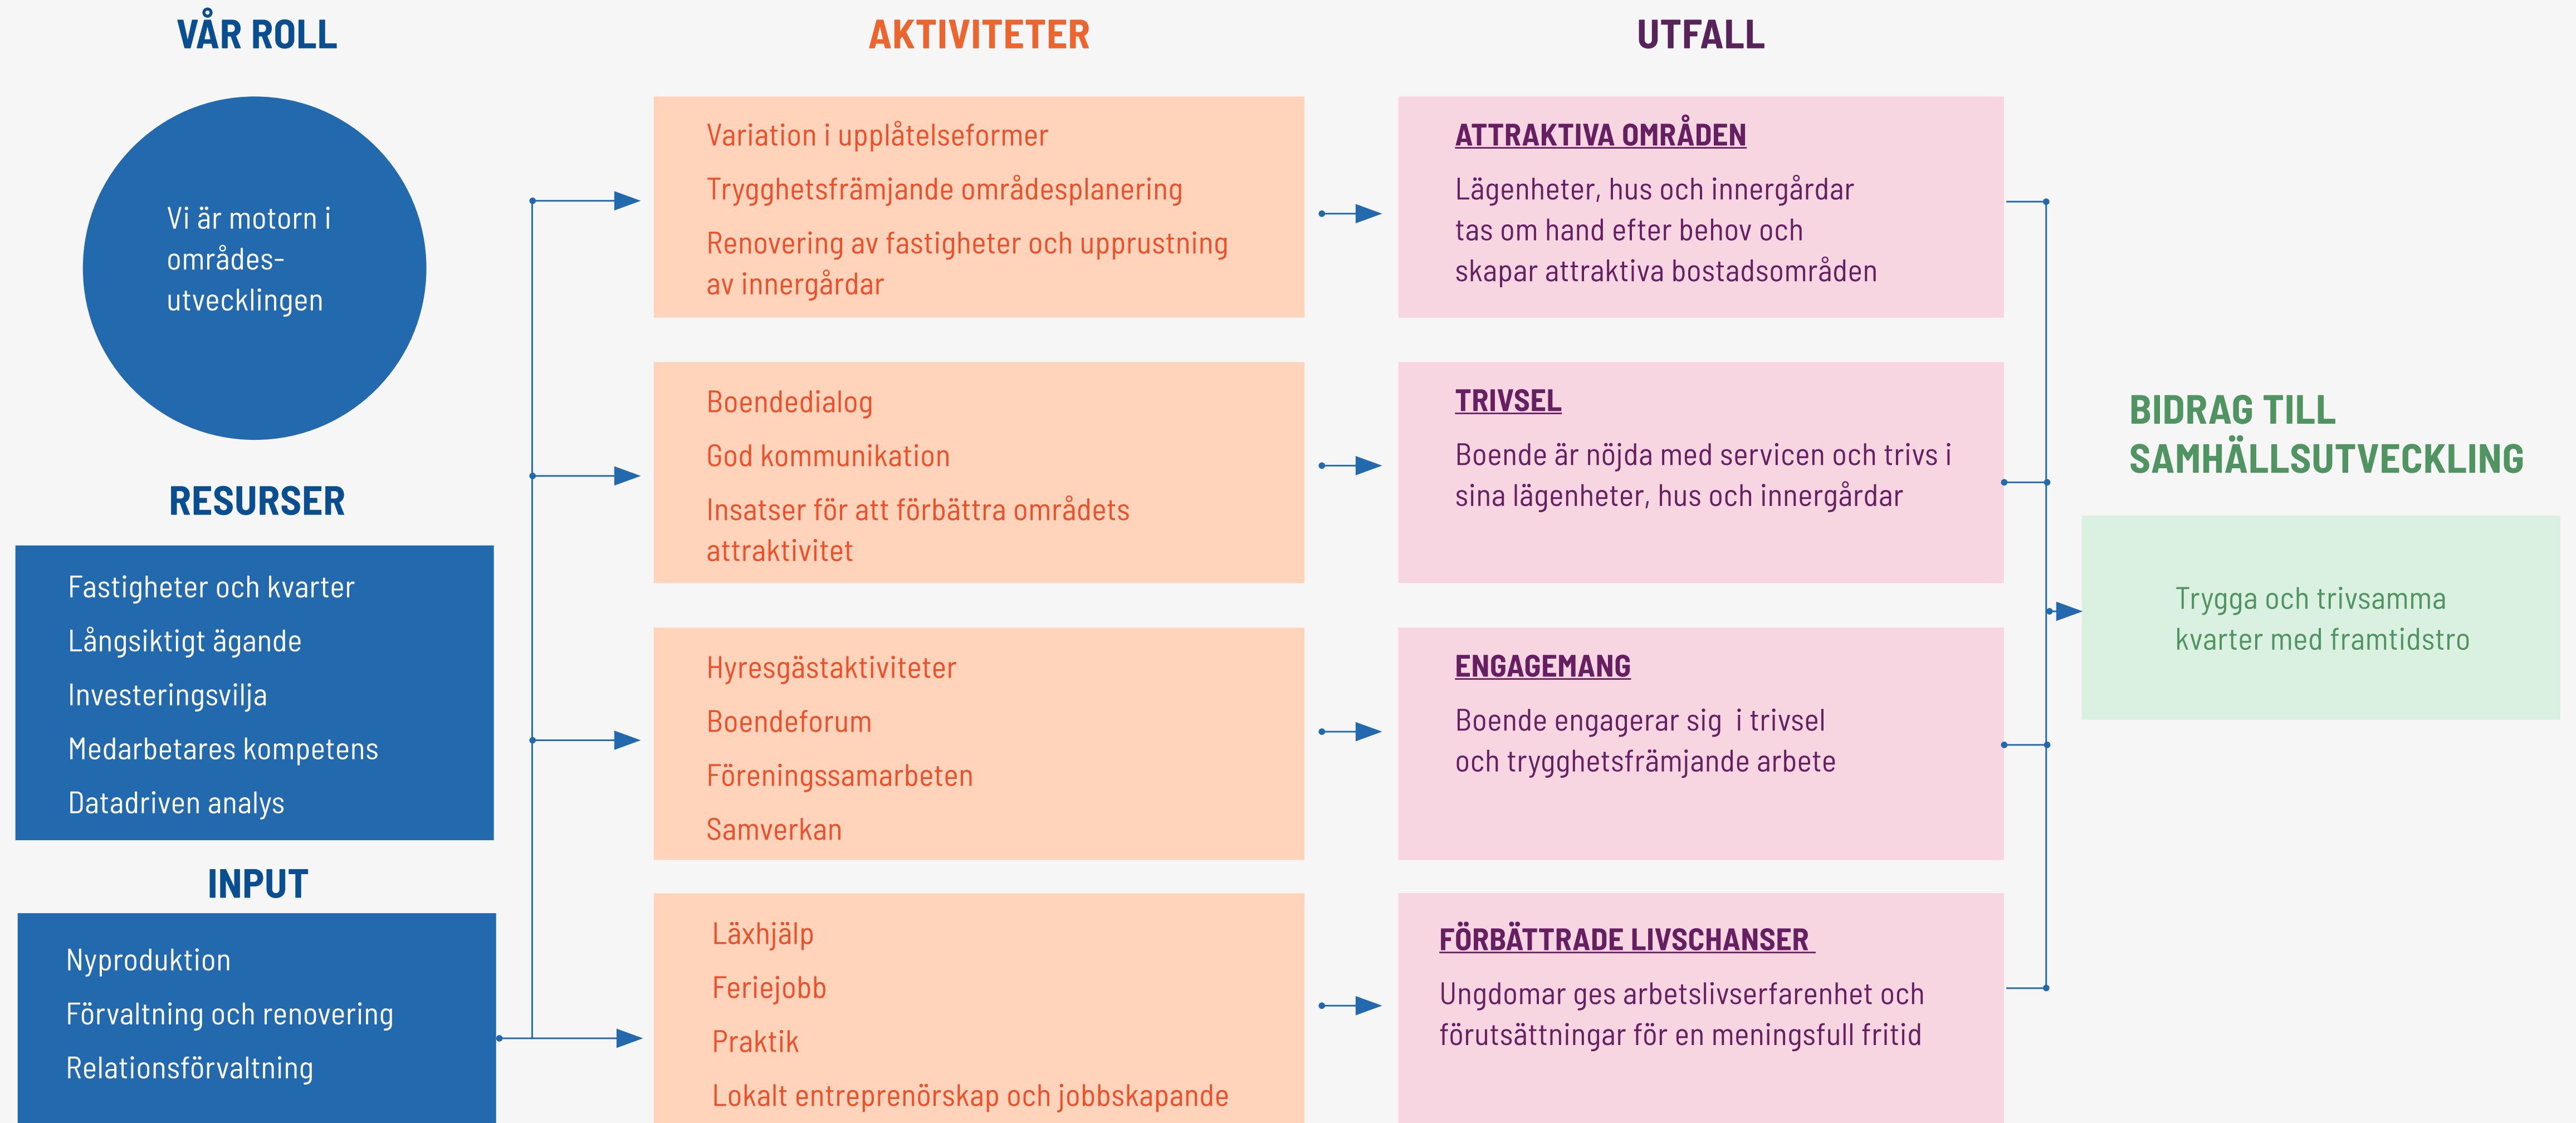 VÅR ROLL
Vi är motorn i
områdes-
utvecklingen
RESURSER
Fastigheter och kvarter
Långsiktigt ägande
Investeringsvilja
Medarbetares kompetens
Datadriven analys
INPUT
Nyproduktion
Förvaltning och renovering
Relationsförvaltning
AKTIVITETER
Variation i upplåtelseformer
Trygghetsfrämjande områdesplanering
Renovering av fastigheter och upprustning
av innergårdar
Boendedialog
God kommunikation
Insatser för att förbättra områdets
attraktivitet
Hyresgästaktiviteter
Boendeforum
Föreningssamarbeten
Samverkan
Läxhjälp
Feriejobb
Praktik
Lokalt entreprenörskap och jobbskapande
UTFALL
ATTRAKTIVA OMRÅDEN
Lägenheter, hus och innergårdar
tas om hand efter behov och
skapar attraktiva bostadsområden
TRIVSEL
Boende är nöjda med servicen och trivs i
sina lägenheter, hus och innergårdar
ENGAGEMANG
Boende engagerar sig  i trivsel
och trygghetsfrämjande arbete
FÖRBÄTTRADE LIVSCHANSER
Ungdomar ges arbetslivserfarenhet och
förutsättningar för en meningsfull fritid
BIDRAG TILL
SAMHÄLLSUTVECKLING
Trygga och trivsamma
kvarter med framtidstro